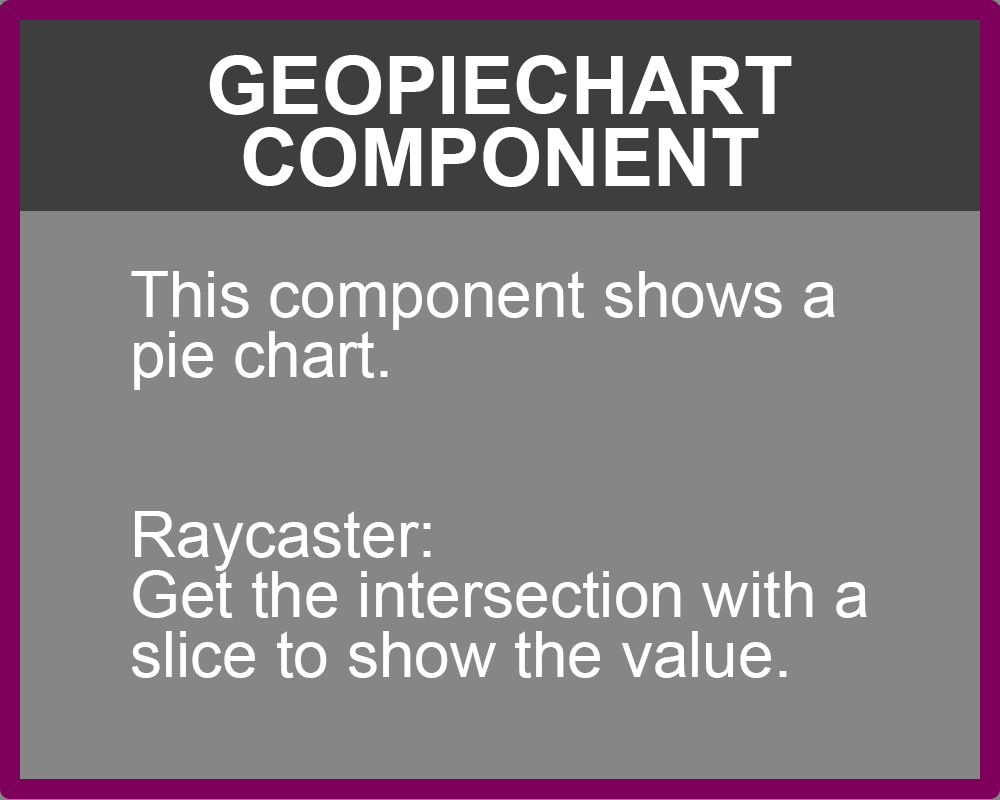 GEOPIECHART
COMPONENT
This component shows a
pie chart.
Raycaster:
Get the intersection with a
slice to show the value.